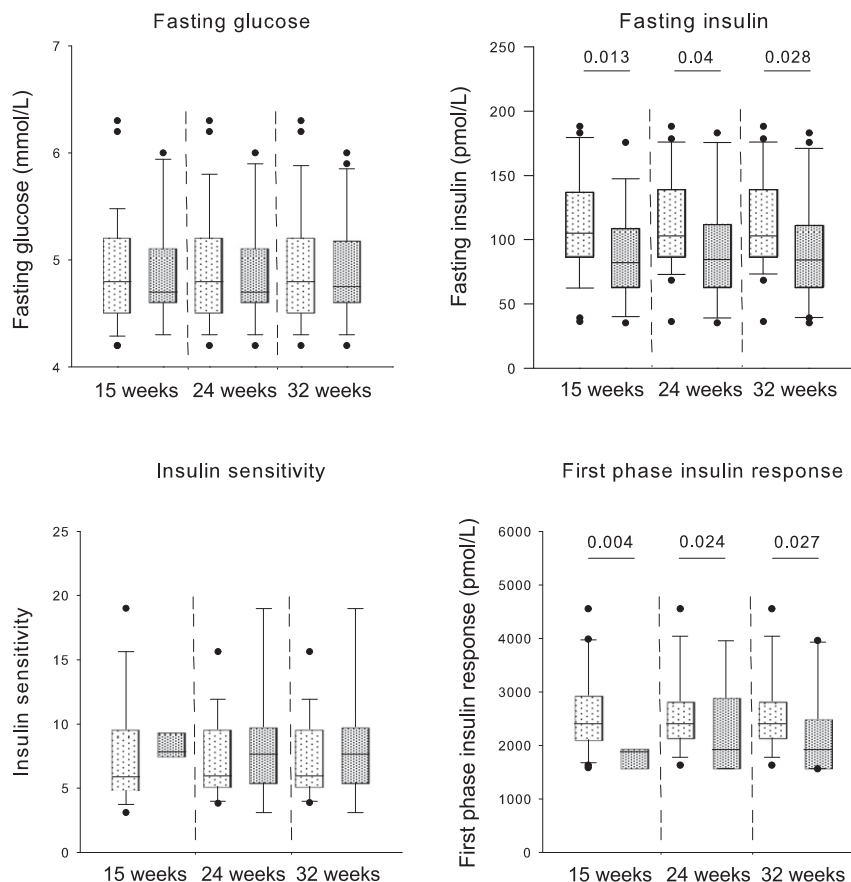 Fasting glucose
Fasting glucose (mmol/L)
7
6
5
4
15 weeks 24 weeks 32 weeks
Fasting insulin
Fasting insulin (pmol/L)
250
200
150
100
50
0
0.013 0.04 0.028
15 weeks 24 weeks 32 weeks
Insulin sensitivity
Insulin sensitivity
25
20
15
10
5
0
15 weeks 24 weeks 32 weeks
First phase insulin response
First phase insulin response (pmol/L)
6000
5000
4000
3000
2000
1000
0
0.004 0.024 0.027
15 weeks 24 weeks 32 weeks